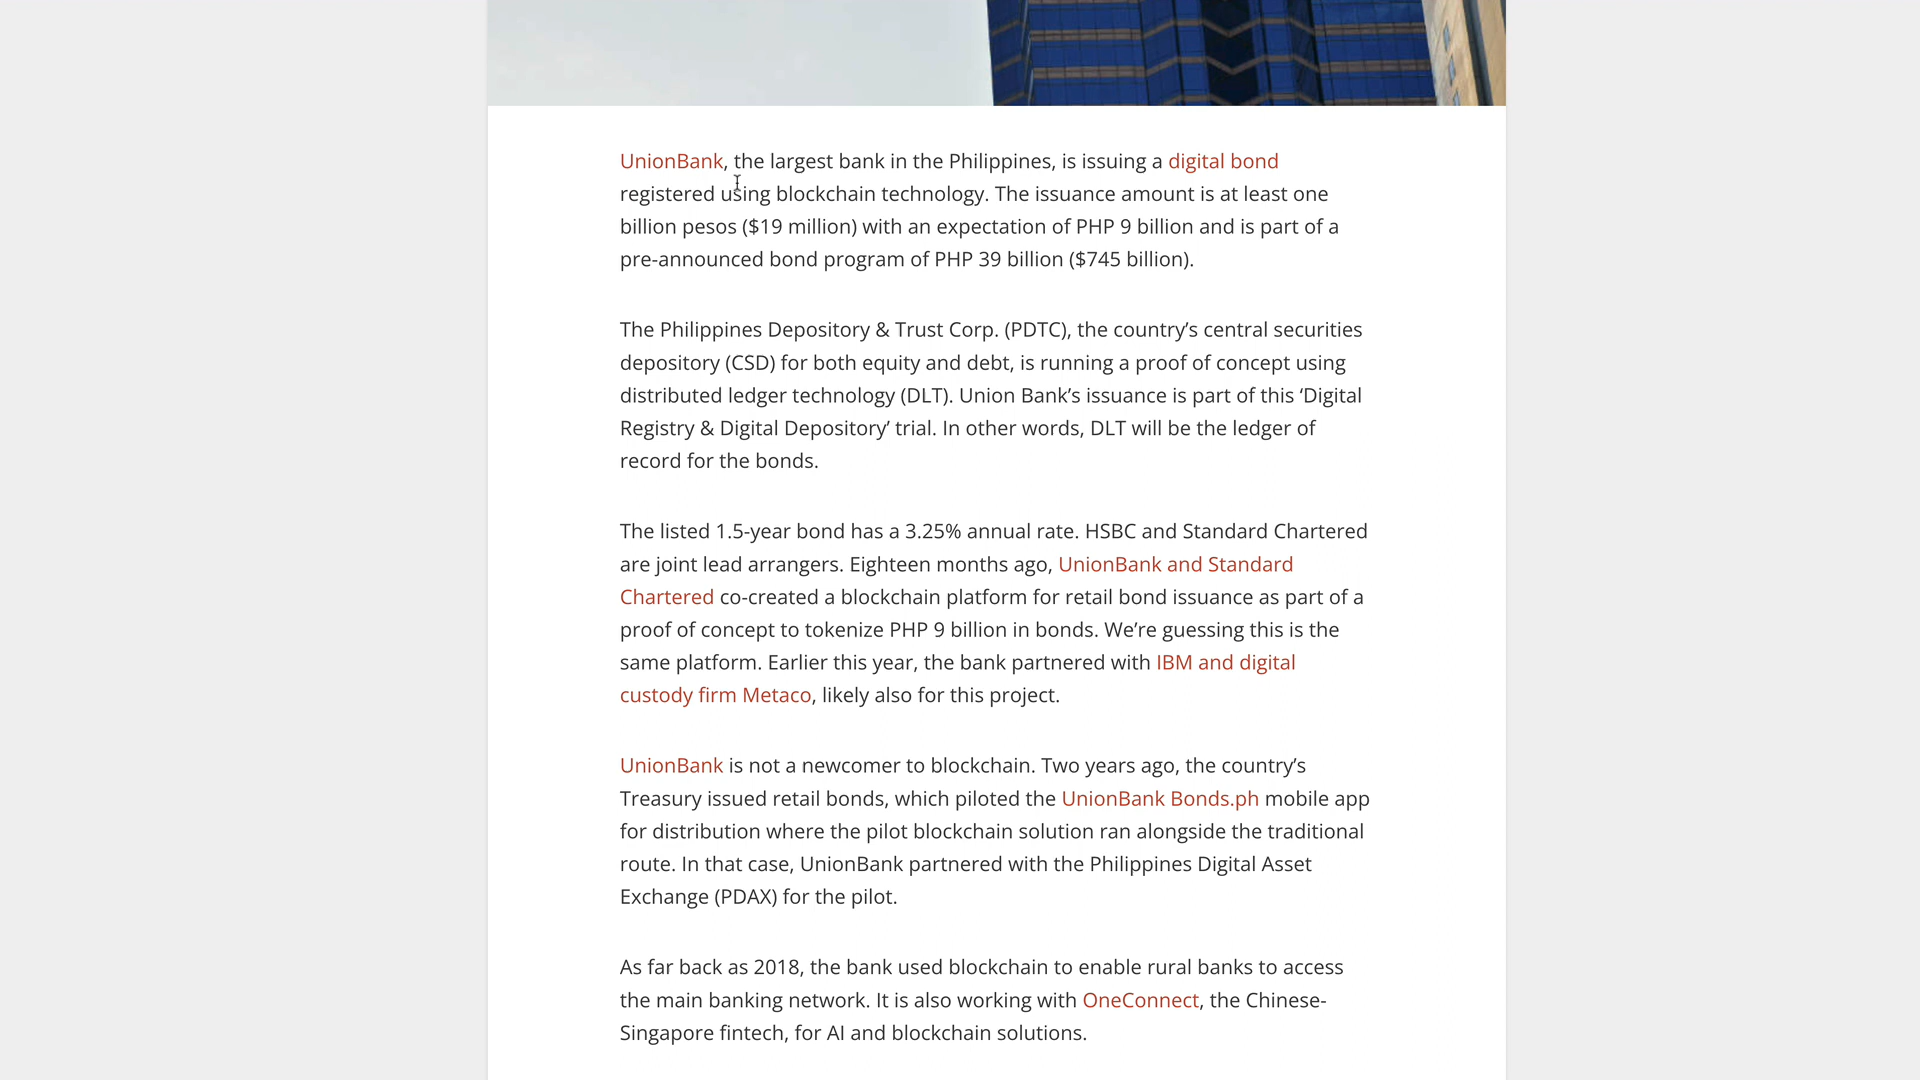 UnionBank, the largest bank in the Philippines, is issuing a digital bond
registered using blockchain technology. The issuance amount is at least one
billion pesos ($19 million) with an expectation of PHP 9 billion and is part of a
pre-announced bond program of PHP 39 billion ($745 billion).
The Philippines Depository & Trust Corp. (PDTC), the country’s central securities
depository (CSD) for both equity and debt, is running a proof of concept using
distributed ledger technology (DLT). Union Bank’s issuance is part of this ‘Digital
Registry & Digital Depository’ trial. In other words, DLT will be the ledger of
record for the bonds.
The listed 1.5-year bond has a 3.25% annual rate. HSBC and Standard Chartered
are joint lead arrangers. Eighteen months ago, UnionBank and Standard
Chartered co-created a blockchain platform for retail bond issuance as part of a
proof of concept to tokenize PHP 9 billion in bonds. We’re guessing this is the
same platform. Earlier this year, the bank partnered with IBM and digital
custody firm Metaco, likely also for this project.
UnionBank is not a newcomer to blockchain. Two years ago, the country’s
Treasury issued retail bonds, which piloted the UnionBank Bonds.ph mobile app
for distribution where the pilot blockchain solution ran alongside the traditional
route. In that case, UnionBank partnered with the Philippines Digital Asset
Exchange (PDAX) for the pilot.
As far back as 2018, the bank used blockchain to enable rural banks to access
the main banking network. It is also working with OneConnect, the Chinese-
Singapore fintech, for AI and blockchain solutions.